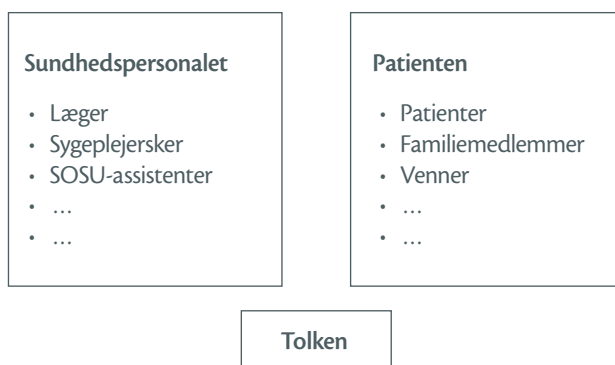 Sundhedspersonalet
• Læger
• Sygeplejersker
• SOSU-assistenter
• …
• …
Patienten
• Patienter
• Familiemedlemmer
• Venner
• …
• …
Tolken